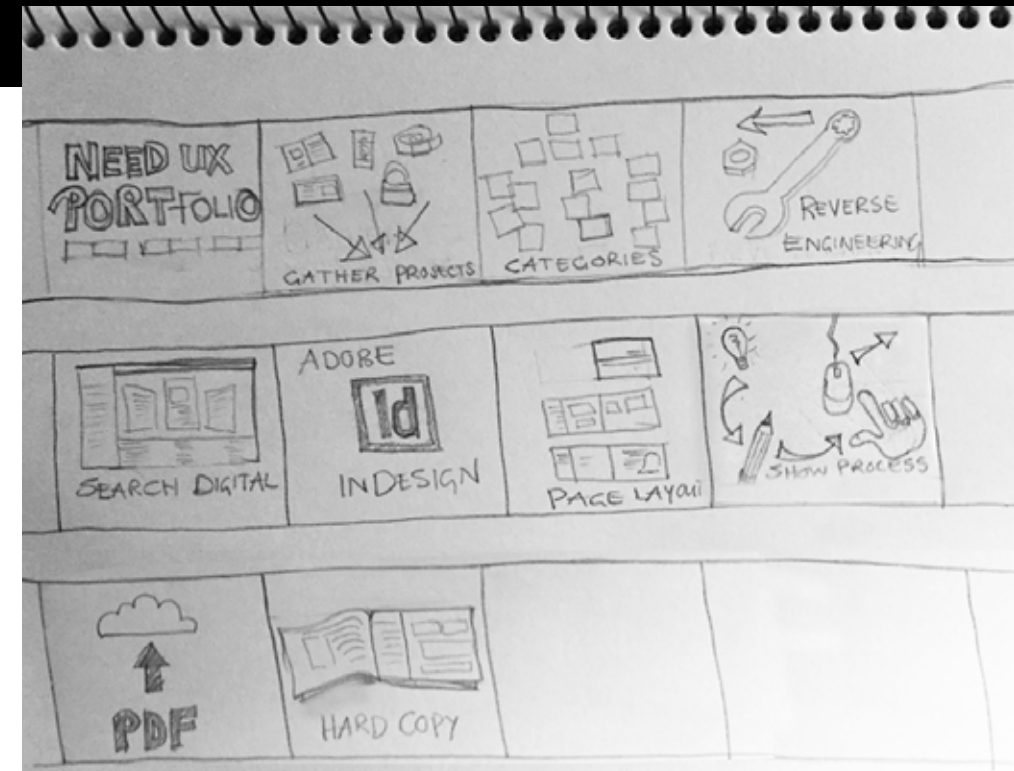 NEED UX
PORTFOLIO
GATHER PROJECTS
CATEGORIES
REVERSE
ENGINEERING
SEARCH DIGITAL
ADOBE
Id
INDESIGN
PAGE LAYOUT
SHOW PROCESS
PDF
HARD COPY